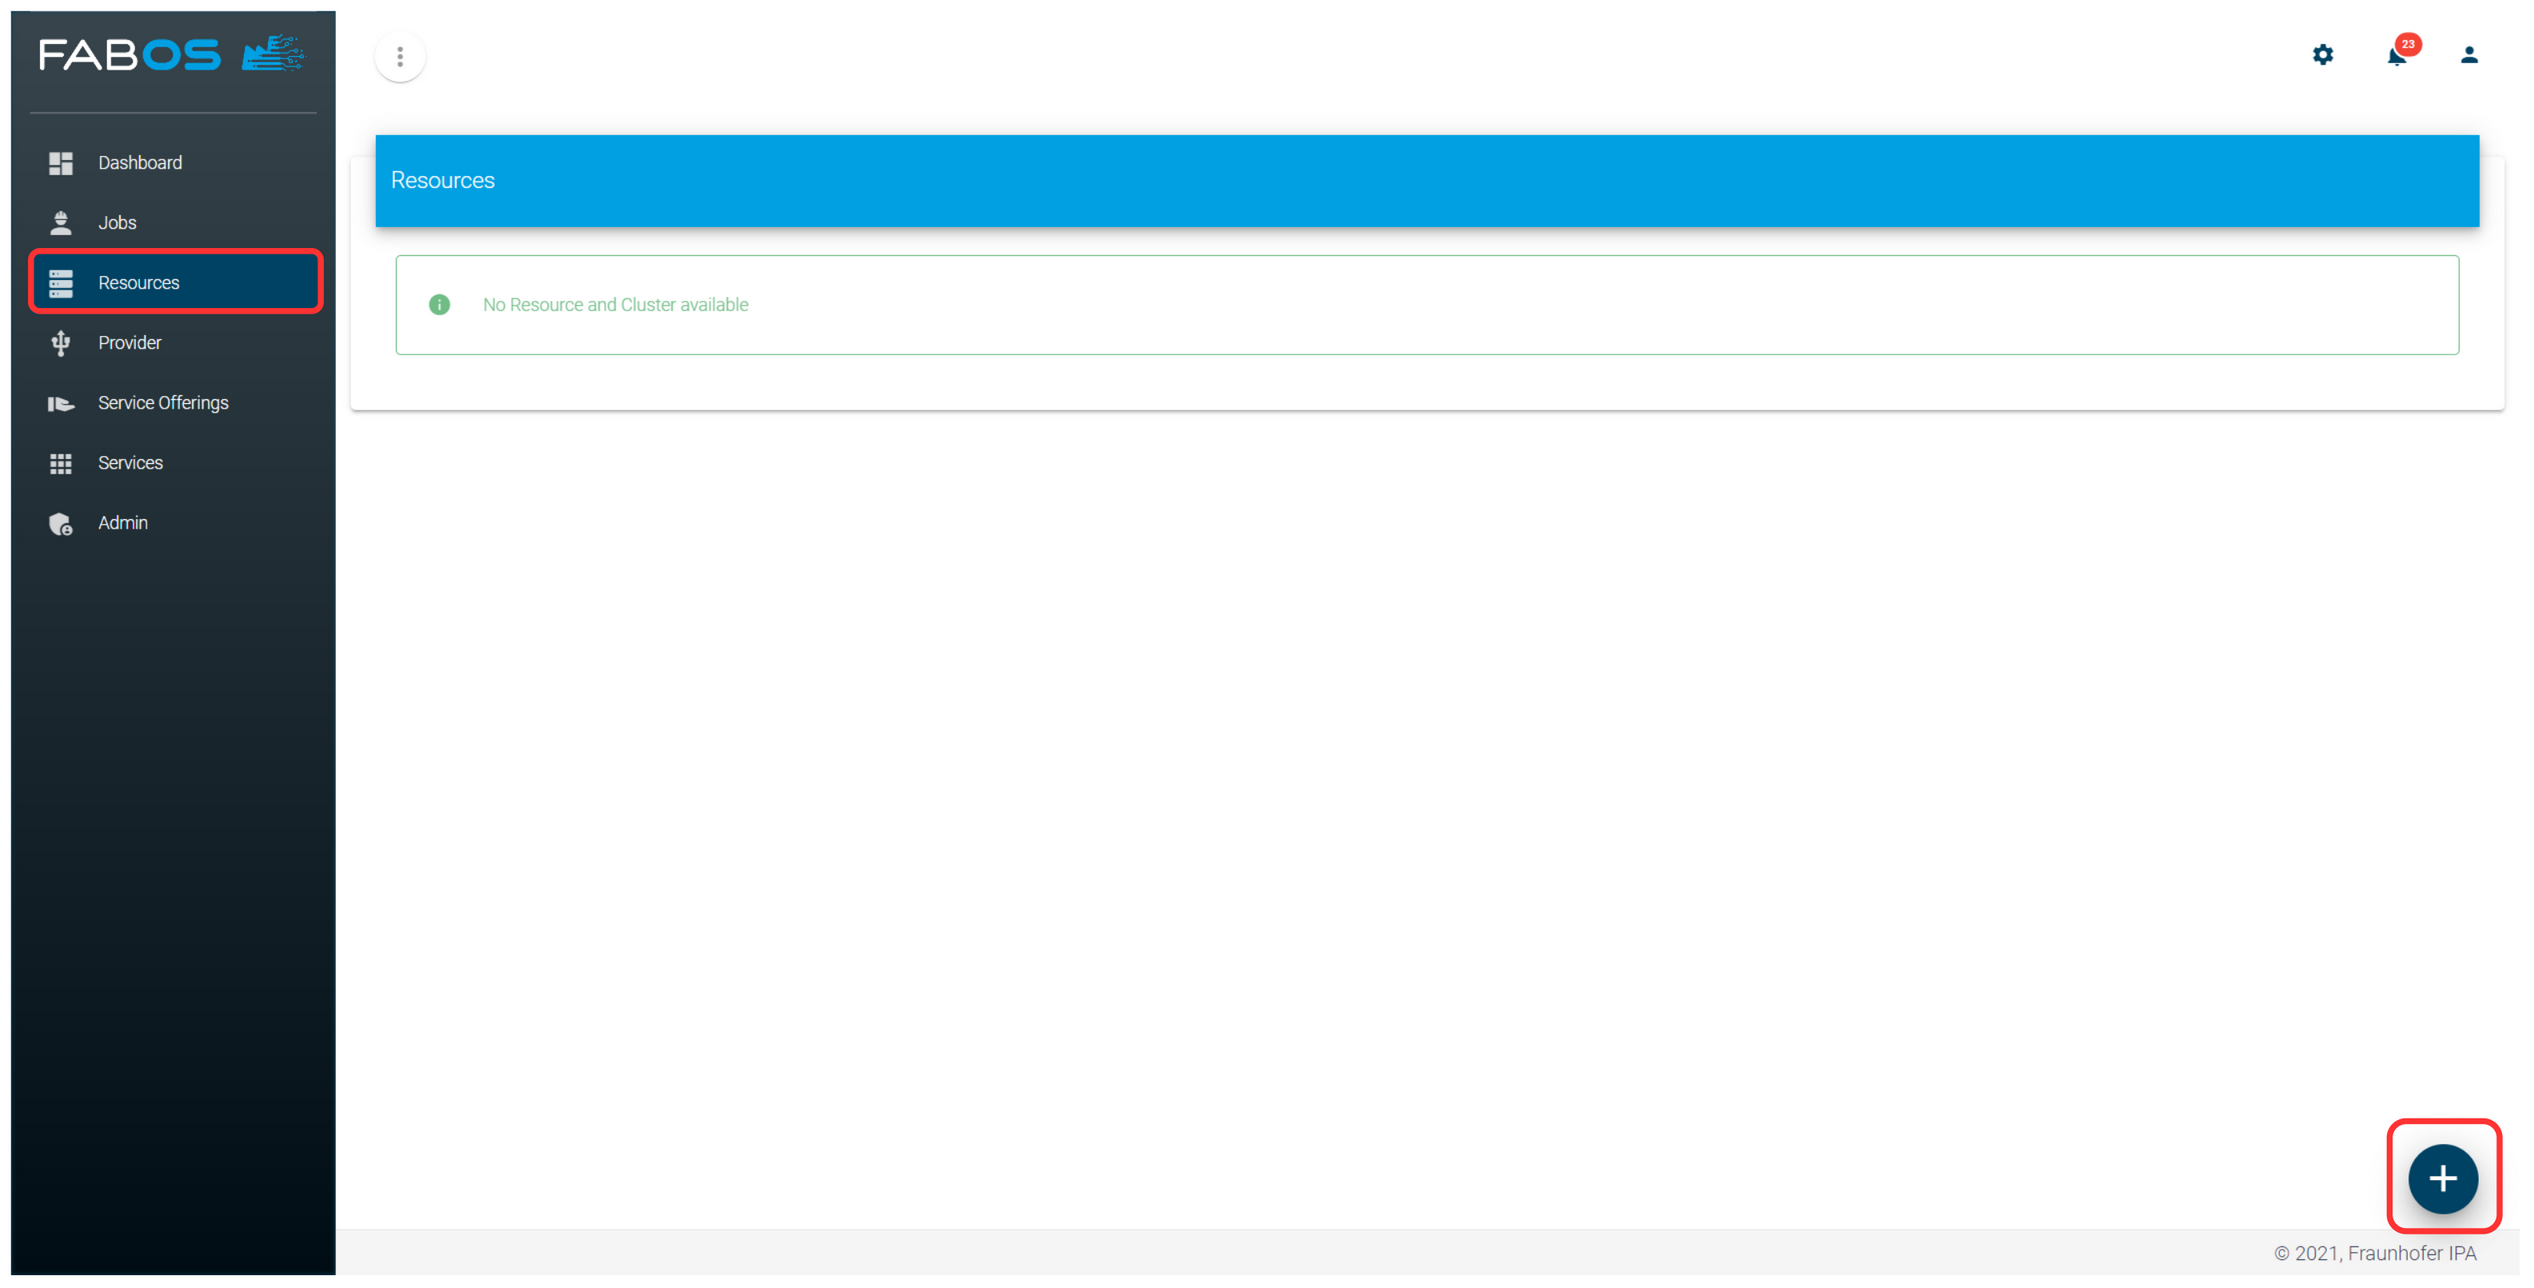 FABOS
23
Dashboard
Jobs
Resources
Provider
Service Offerings
Services
Admin
Resources
No Resource and Cluster available
© 2021, Fraunhofer IPA